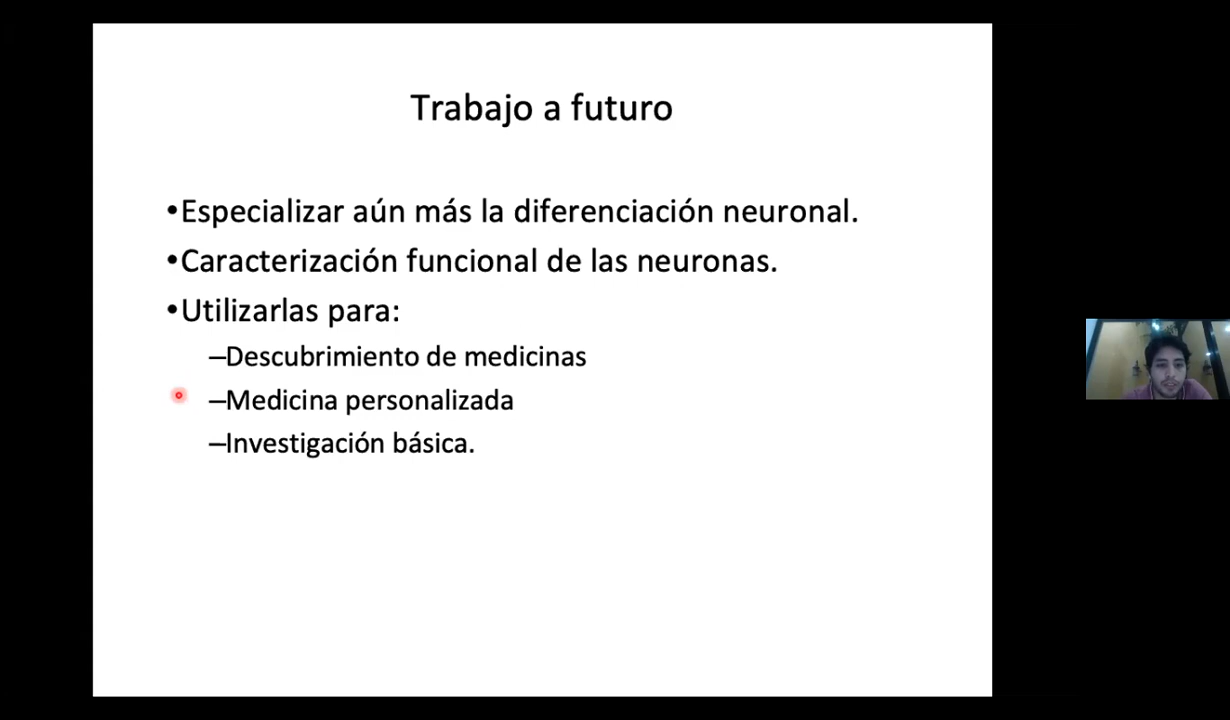 Trabajo a futuro
•Especializar aún más la diferenciación neuronal.
•Caracterización funcional de las neuronas.
•Utilizarlas para:
–Descubrimiento de medicinas
–Medicina personalizada
–Investigación básica.